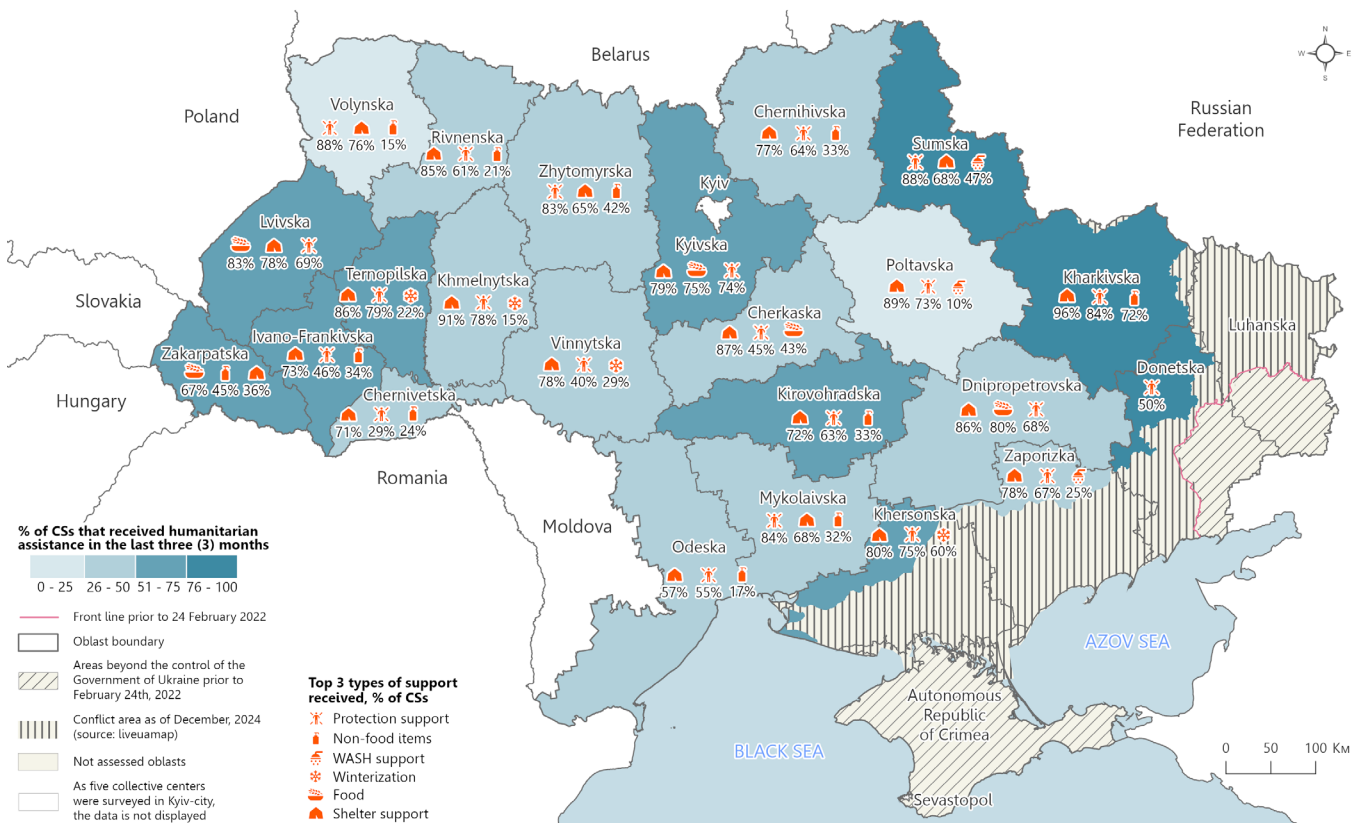 Belarus
N
W E
S
Poland
Russian
Federation
Volynska
88% 76% 15%
Rivnenska
85% 61% 21%
Zhytomyrska
83% 65% 42%
Chernihivska
77% 64% 33%
Sumska
88% 68% 47%
Kyiv
Lvivska
83% 78% 69%
Kyivska
79% 75% 74%
Ternopilska
86% 79% 22%
Khmelnytska
91% 78% 15%
Poltavska
89% 73% 10%
Kharkivska
96% 84% 72%
Slovakia
Luhanska
Cherkaska
87% 45% 43%
Ivano-Frankivska
73% 46% 34%
Vinnytska
78% 40% 29%
Zakarpatska
67% 45% 36%
Donetska
50%
Hungary
Chernivetska
71% 29% 24%
Kirovohradska
72% 63% 33%
Dnipropetrovska
86% 80% 68%
Zaporizka
78% 67% 25%
Romania
Mykolaivska
84% 68% 32%
Khersonska
80% 75% 60%
Moldova
Odeska
57% 55% 17%
AZOV SEA
BLACK SEA
Autonomous
Republic
of Crimea
Sevastopol
0 50 100 Км
% of CSs that received humanitarian
assistance in the last three (3) months
0 - 25 26 - 50 51 - 75 76 - 100
Front line prior to 24 February 2022
Oblast boundary
Areas beyond the control of the
Government of Ukraine prior to
February 24th, 2022
Conflict area as of December, 2024
(source: liveuamap)
Not assessed oblasts
As five collective centers
were surveyed in Kyiv-city,
the data is not displayed
Top 3 types of support
received, % of CSs
Protection support
Non-food items
WASH support
Winterization
Food
Shelter support